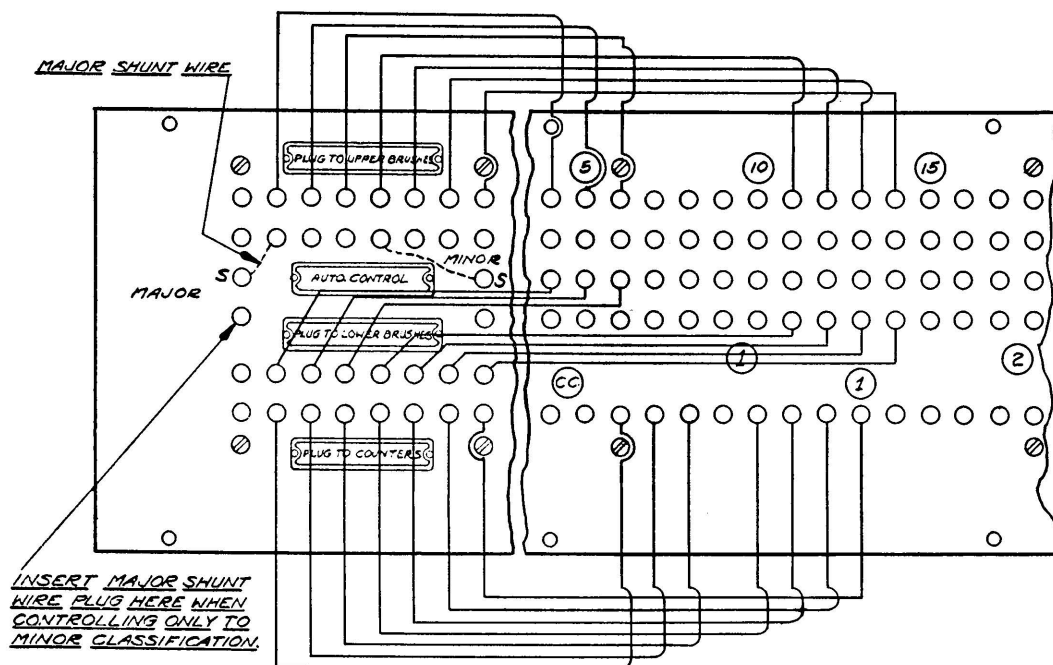 MAJOR SHUNT WIRE
PLUG TO UPPER BRUSHES
5
10
15
MINOR
S
AUTO. CONTROL
S
MAJOR
PLUG TO LOWER BRUSHES
1
2
CC
1
PLUG TO COUNTERS
INSERT MAJOR SHUNT
WIRE PLUG HERE WHEN
CONTROLLING ONLY TO
MINOR CLASSIFICATION.